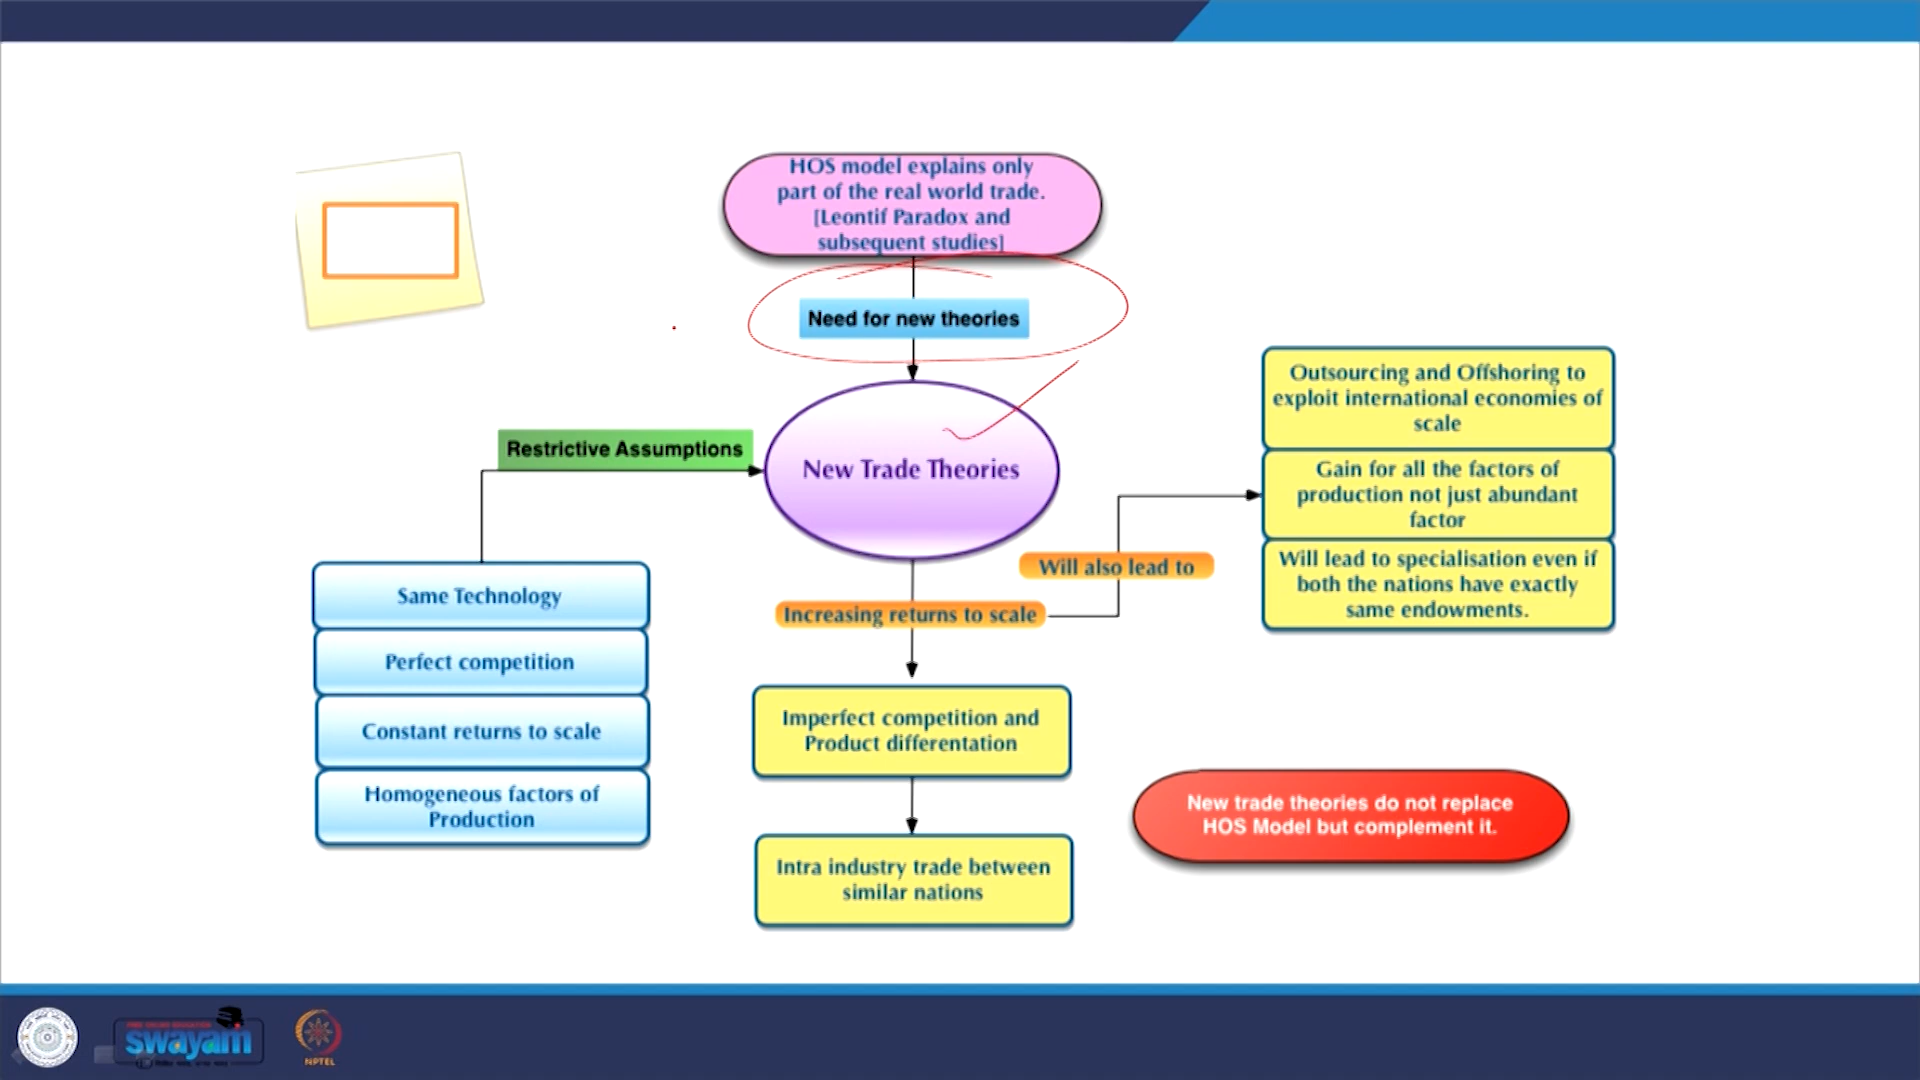 HOS model explains only
part of the real world trade.
[Leontif Paradox and
subsequent studies]
Need for new theories
Restrictive Assumptions
New Trade Theories
Same Technology
Perfect competition
Constant returns to scale
Homogeneous factors of
Production
Will also lead to
Increasing returns to scale
Outsourcing and Offshoring to
exploit international economies of
scale
Gain for all the factors of
production not just abundant
factor
Will lead to specialisation even if
both the nations have exactly
same endowments.
Imperfect competition and
Product differentation
Intra industry trade between
similar nations
New trade theories do not replace
HOS Model but complement it.
swayam
NPTEL